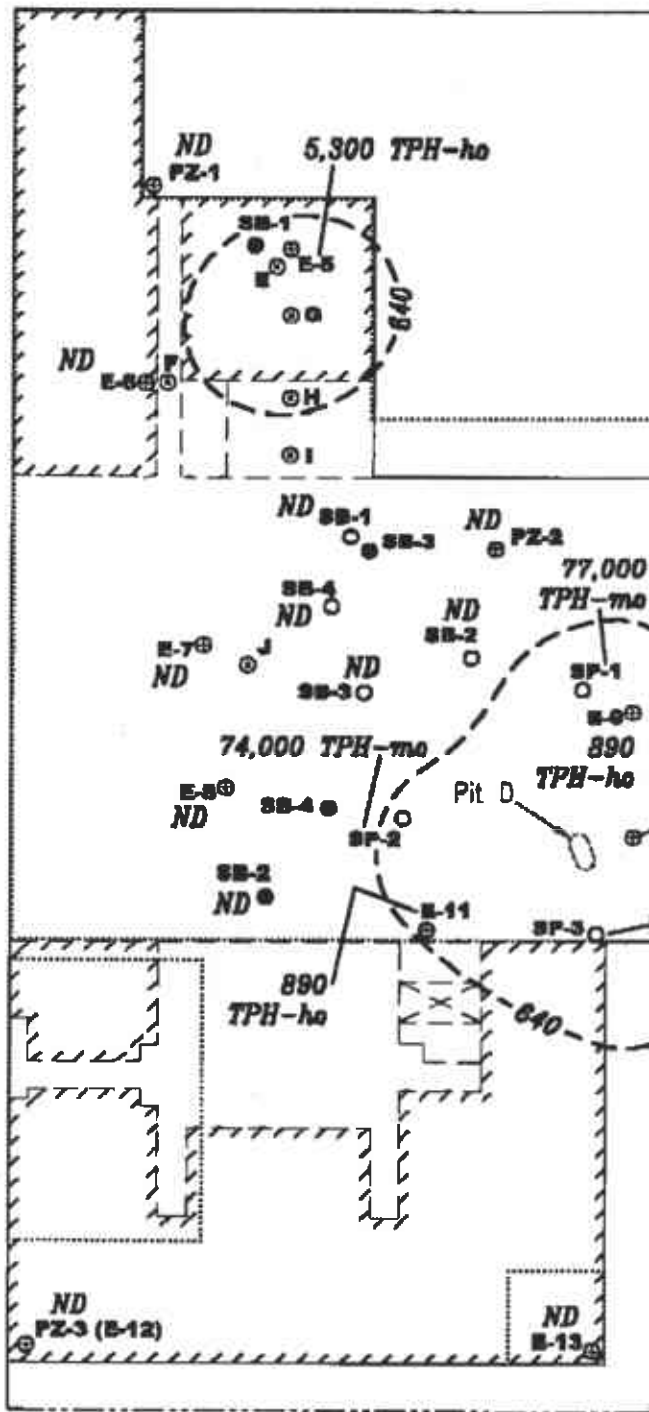 ND
PZ-1
5,300 TPH-ho
SB-1
E-5
E
G
640
ND
E-6
F
H
I
ND
SB-1
SB-3
ND
PZ-2
77,000
TPH-mo
SB-4
ND
ND
SB-2
E-7
ND
J
ND
SB-3
SP-1
E-9
74,000 TPH-mo
890
TPH-ho
E-8
ND
SB-4
SP-2
Pit D
SB-2
ND
E-11
SP-3
890
TPH-ho
640
ND
PZ-3 (E-12)
ND
E-13